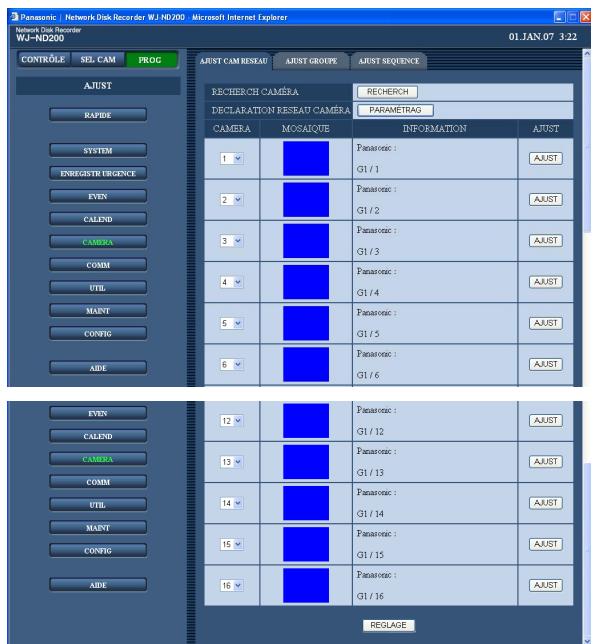 Panasonic | Network Disk Recorder WJ-ND200 - Microsoft Internet Explorer
Network Disk Recorder
WJ-ND200
01.JAN.07 3:22
CONTRÔLE SEL CAM PROG
AJUST
RAPIDE
SYSTEM
ENREGISTR URGENCE
EVEN
CALEND
CAMERA
COMM
UTIL
MAINT
CONFIG
AIDE
AJUST CAM RESEAU AJUST GROUPE AJUST SEQUENCE
RECHERCH CAMÉRA RECHERCH
DECLARATION RESEAU CAMÉRA PARAMÉTRAG
CAMERA MOSAIQUE INFORMATION AJUST
Panasonic :
1 AJUST
G1 / 1
Panasonic :
2 AJUST
G1 / 2
Panasonic :
3 AJUST
G1 / 3
Panasonic :
4 AJUST
G1 / 4
Panasonic :
5 AJUST
G1 / 5
Panasonic :
6 AJUST
G1 / 6
EVEN
CALEND
CAMERA
COMM
UTIL
MAINT
CONFIG
AIDE
Panasonic :
12 AJUST
G1 / 12
Panasonic :
13 AJUST
G1 / 13
Panasonic :
14 AJUST
G1 / 14
Panasonic :
15 AJUST
G1 / 15
Panasonic :
16 AJUST
G1 / 16
REGLAGE